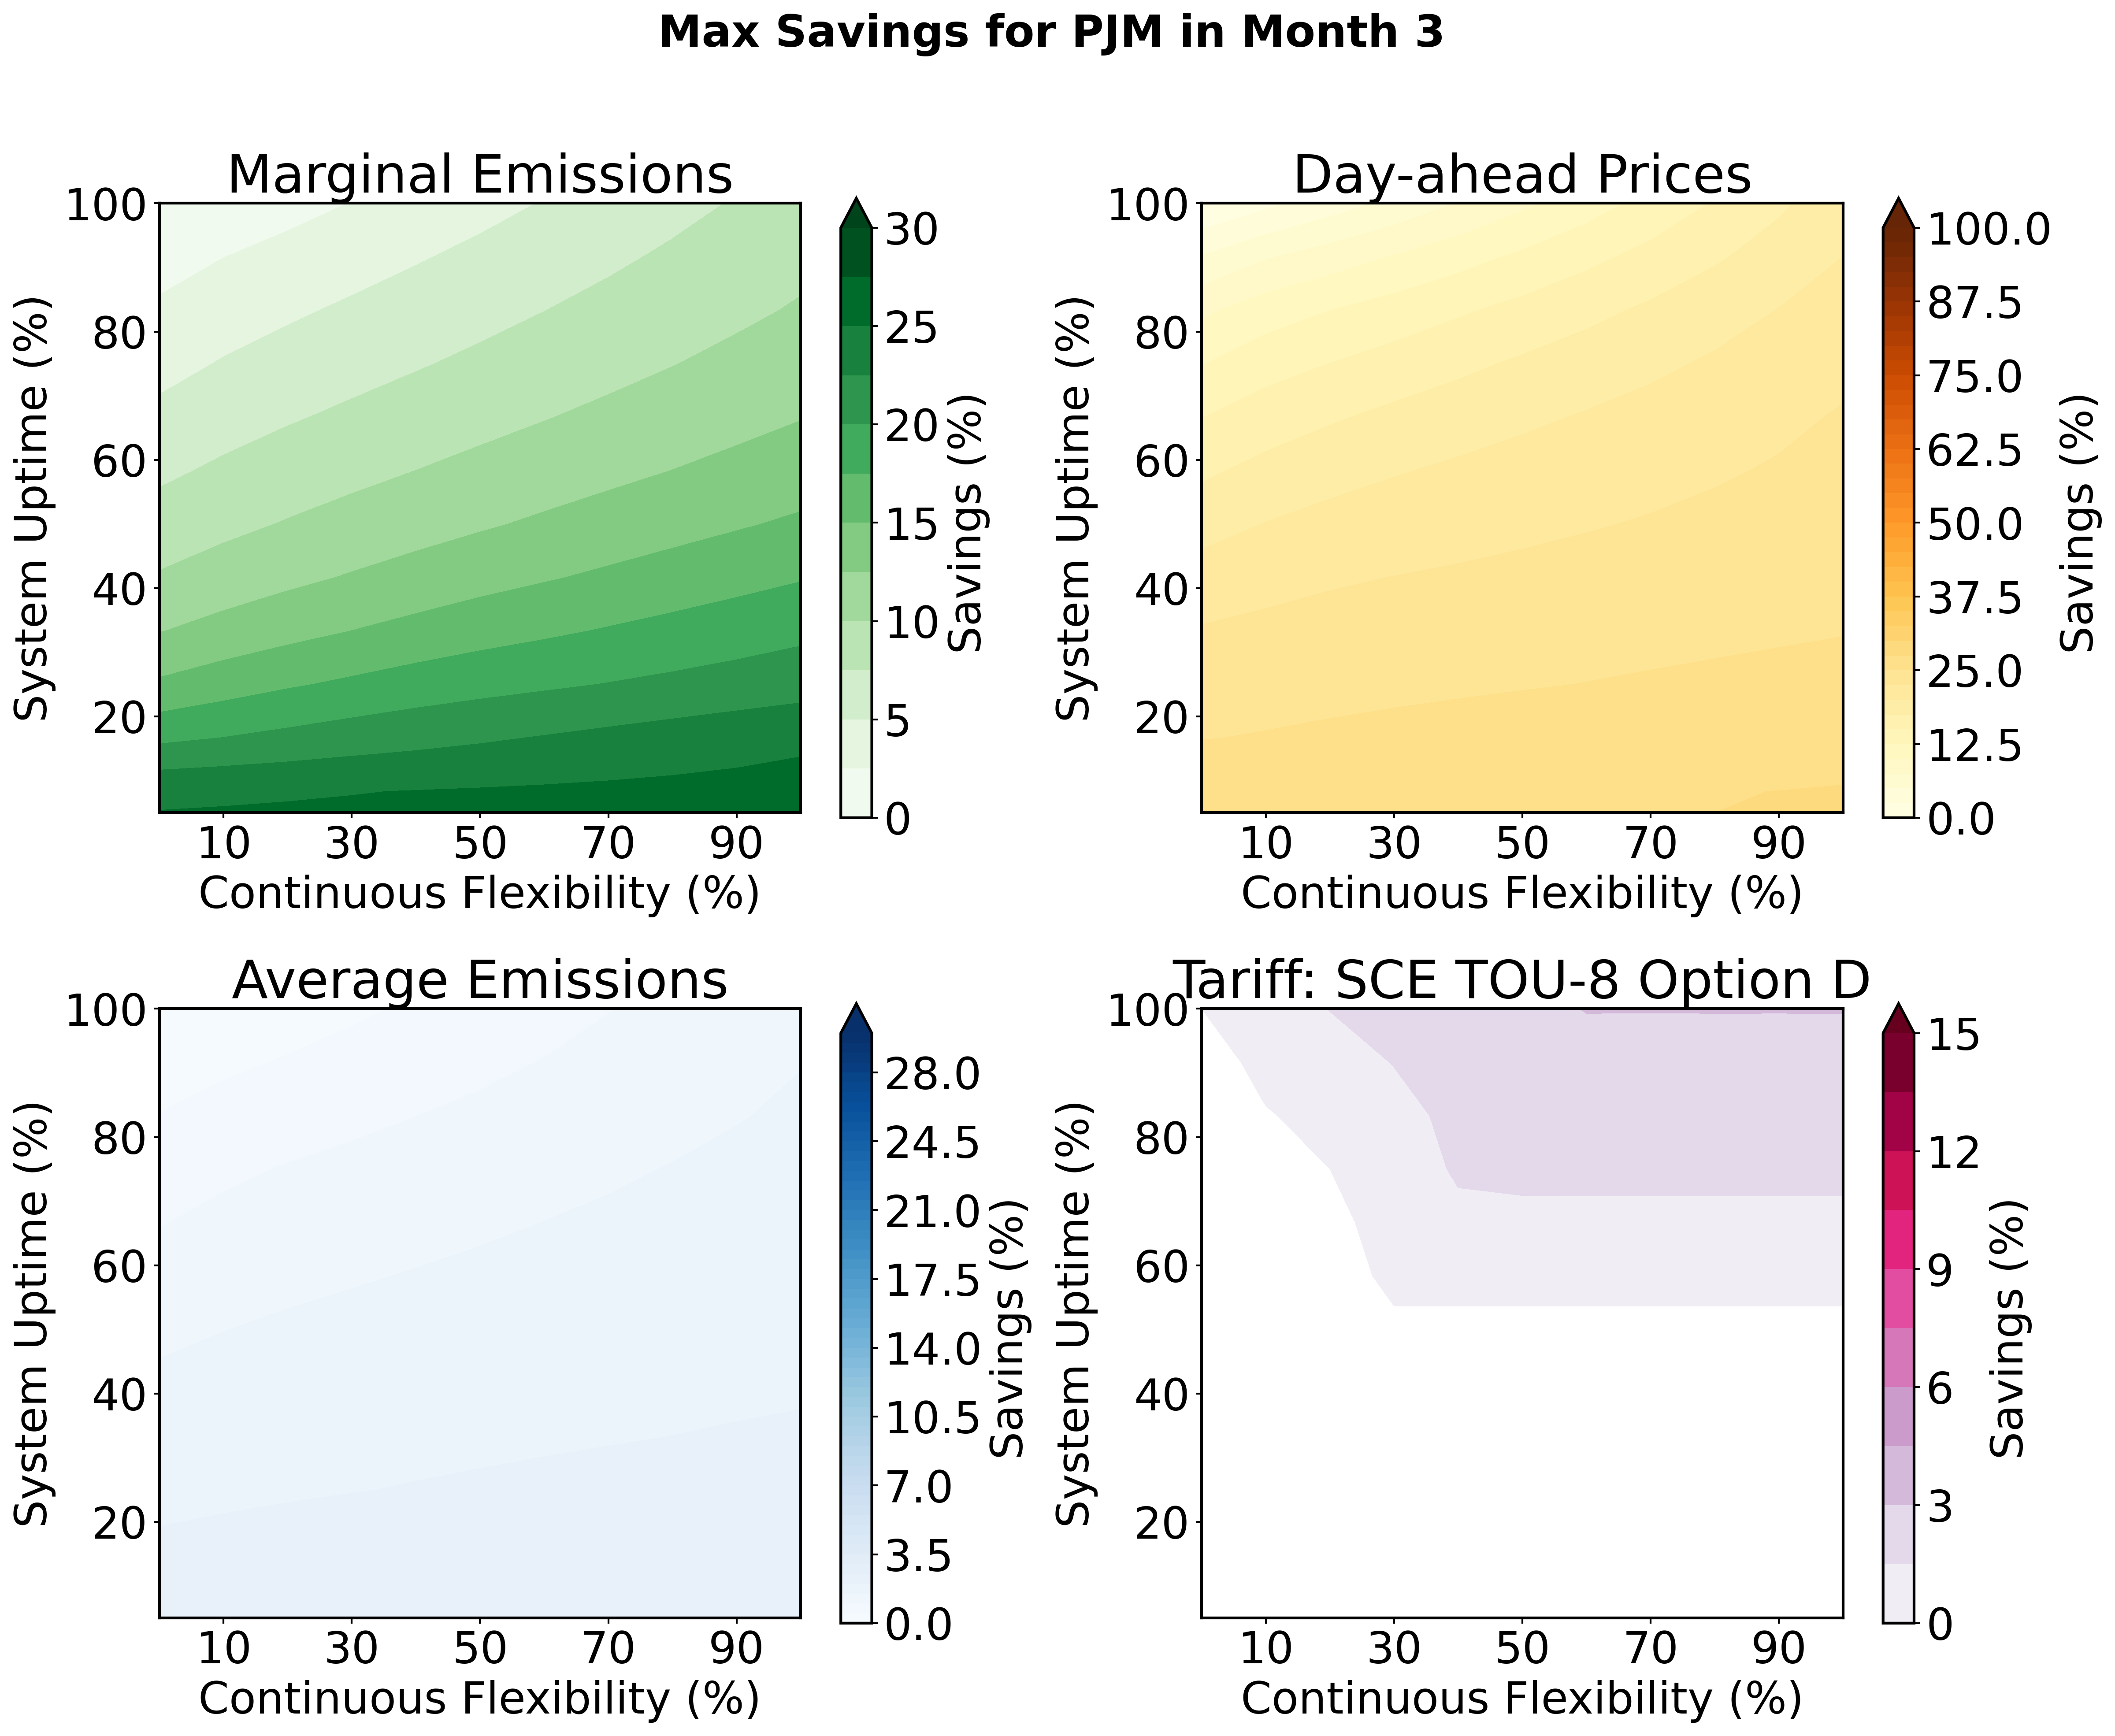 Max Savings for PJM in Month 3
Marginal Emissions
System Uptime (%)
100
80
60
40
20
10 30 50 70 90
Continuous Flexibility (%)
30
25
20
15
10
5
0
Savings (%)
Day-ahead Prices
System Uptime (%)
100
80
60
40
20
10 30 50 70 90
Continuous Flexibility (%)
100.0
87.5
75.0
62.5
50.0
37.5
25.0
12.5
0.0
Savings (%)
Average Emissions
System Uptime (%)
100
80
60
40
20
10 30 50 70 90
Continuous Flexibility (%)
28.0
24.5
21.0
17.5
14.0
10.5
7.0
3.5
0.0
Savings (%)
Tariff: SCE TOU-8 Option D
System Uptime (%)
100
80
60
40
20
10 30 50 70 90
Continuous Flexibility (%)
15
12
9
6
3
0
Savings (%)